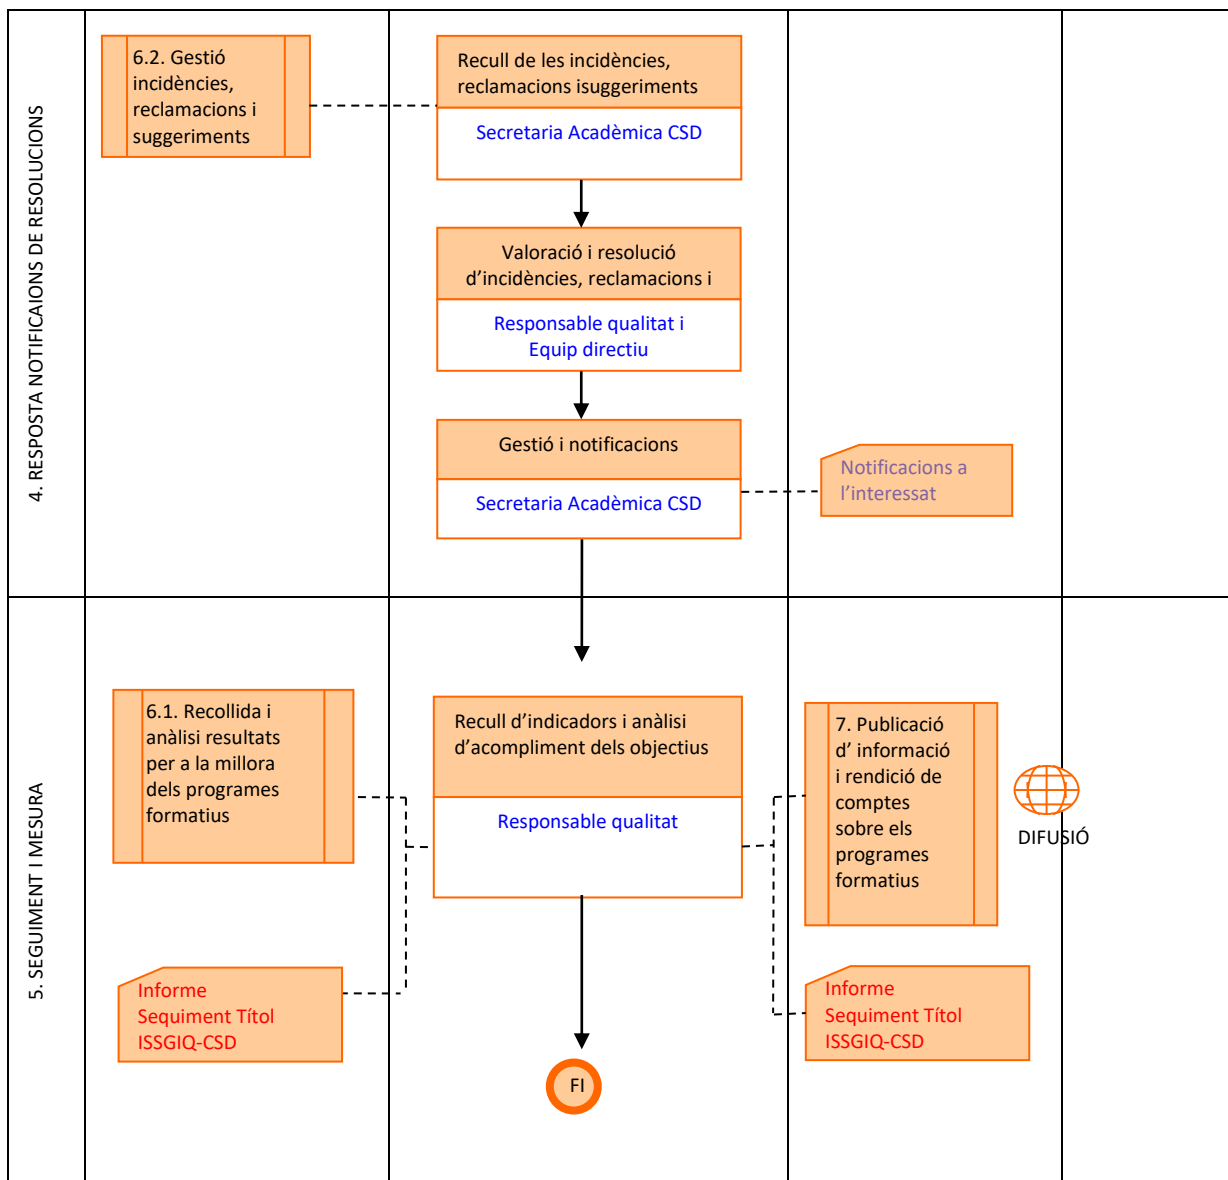 4. RESPOSTA NOTIFICAIONS DE RESOLUCIONS
6.2. Gestió
incidències,
reclamacions i
suggeriments
Recull de les incidències,
reclamacions isuggeriments
Secretaria Acadèmica CSD
Valoració i resolució
d’incidències, reclamacions i
Responsable qualitat i
Equip directiu
Gestió i notificacions
Secretaria Acadèmica CSD
Notificacions a
l’interessat
5. SEGUIMENT I MESURA
6.1. Recollida i
anàlisi resultats
per a la millora
dels programes
formatius
Recull d’indicadors i anàlisi
d’acompliment dels objectius
Responsable qualitat
7. Publicació
d’ informació
i rendició de
comptes
sobre els
programes
formatius
DIFUSIÓ
Informe
Sequiment Títol
ISSGIQ-CSD
Informe
Sequiment Títol
ISSGIQ-CSD
FI